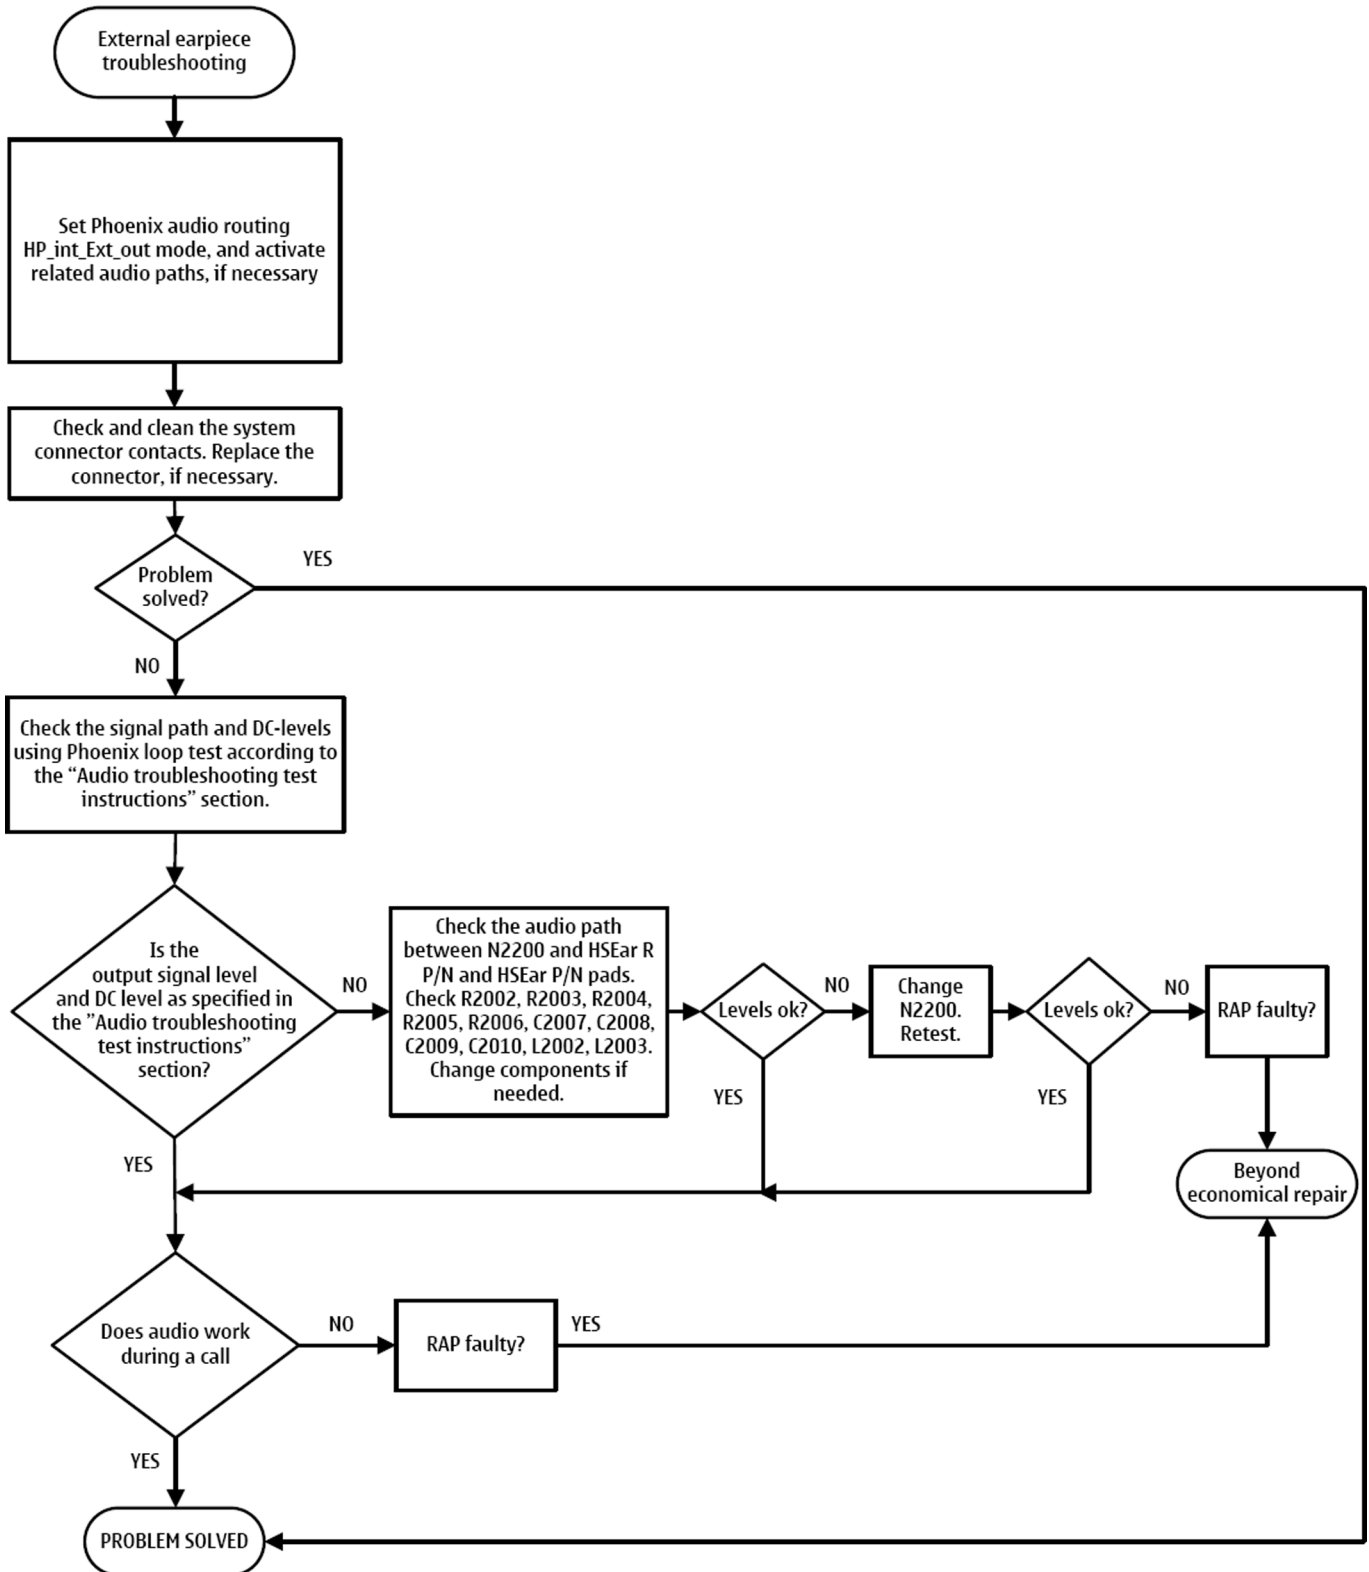 External earpiece
troubleshooting
Set Phoenix audio routing
HP_int_Ext_out mode, and activate
related audio paths, if necessary
Check and clean the system
connector contacts. Replace the
connector, if necessary.
Problem
solved?
YES
NO
Check the signal path and DC-levels
using Phoenix loop test according to
the “Audio troubleshooting test
instructions” section.
Is the
output signal level
and DC level as specified in
the ”Audio troubleshooting
test instructions”
section?
NO
Check the audio path
between N2200 and HSEar R
P/N and HSEar P/N pads.
Check R2002, R2003, R2004,
R2005, R2006, C2007, C2008,
C2009, C2010, L2002, L2003.
Change components if
needed.
Levels ok?
NO
Change
N2200.
Retest.
Levels ok?
NO
RAP faulty?
YES
YES
YES
Beyond
economical repair
Does audio work
during a call
NO
RAP faulty?
YES
YES
PROBLEM SOLVED